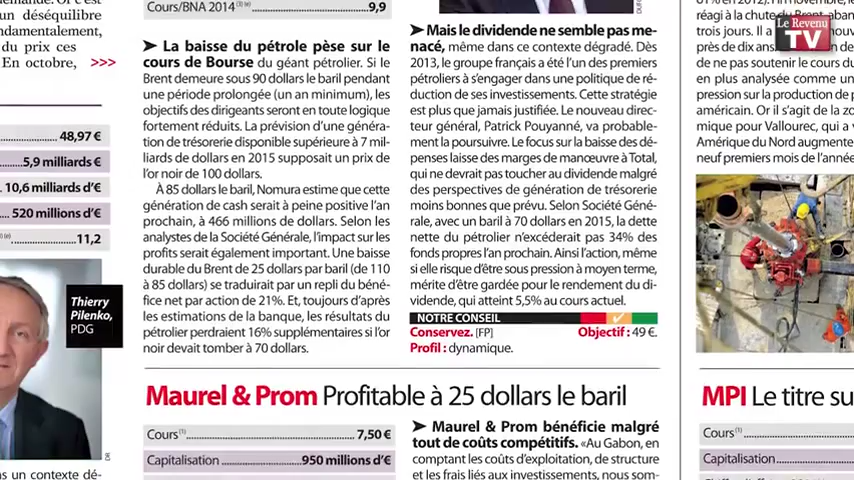 un déséquilibre
ndamentalement,
du prix ces
En octobre, >>>
48,97 €
5,9 milliards €
10,6 milliards d'€
520 millions d'€
11,2
Thierry
Pilenko,
PDG
ns un contexte dé-
Cours/BNA 2014 (3) (e) 9,9
➤ La baisse du pétrole pèse sur le
cours de Bourse du géant pétrolier. Si le
Brent demeure sous 90 dollars le baril pendant
une période prolongée (un an minimum), les
objectifs des dirigeants seront en toute logique
fortement réduits. La prévision d'une généra-
tion de trésorerie disponible supérieure à 7 mil-
liards de dollars en 2015 supposait un prix de
l'or noir de 100 dollars.
À 85 dollars le baril, Nomura estime que cette
génération de cash serait à peine positive l'an
prochain, à 466 millions de dollars. Selon les
analystes de la Société Générale, l'impact sur les
profits serait également important. Une baisse
durable du Brent de 25 dollars par baril (de 110
à 85 dollars) se traduirait par un repli du béné-
fice net par action de 21%. Et, toujours d'après
les estimations de la banque, les résultats du
pétrolier perdraient 16% supplémentaires si l'or
noir devait tomber à 70 dollars.
➤ Mais le dividende ne semble pas me-
nacé, même dans ce contexte dégradé. Dès
2013, le groupe français a été l'un des premiers
pétroliers à s'engager dans une politique de ré-
duction de ses investissements. Cette stratégie
est plus que jamais justifiée. Le nouveau direc-
teur général, Patrick Pouyanné, va probable-
ment la poursuivre. Le focus sur la baisse des dé-
penses laisse des marges de manœuvre à Total,
qui ne devrait pas toucher au dividende malgré
des perspectives de génération de trésorerie
moins bonnes que prévu. Selon Société Géné-
rale, avec un baril à 70 dollars en 2015, la dette
nette du pétrolier n'excéderait pas 34% des
fonds propres l'an prochain. Ainsi l'action, même
si elle risque d'être sous pression à moyen terme,
mérite d'être gardée pour le rendement du di-
vidende, qui atteint 5,5% au cours actuel.
NOTRE CONSEIL
Conservez. [FP] Objectif : 49 €.
Profil : dynamique.
Maurel & Prom Profitable à 25 dollars le baril
Cours (1) 7,50 €
Capitalisation 950 millions d'€
➤ Maurel & Prom bénéficie malgré
tout de coûts compétitifs. «Au Gabon, en
comptant les coûts d'exploitation, de structure
et les frais liés aux investissements, nous som-
réagi à la chute du Brent
trois jours. Il a
près de dix ans
ne pas soutenir le cours du
en plus analysée comme un
pression sur la production de p
américain. Or il s'agit de la zo
mique pour Vallourec, qui a
Amérique du Nord augmente
neuf premiers mois de l'année
MPI Le titre su
Cours (1)
Capitalisation
Le Revenu
TV